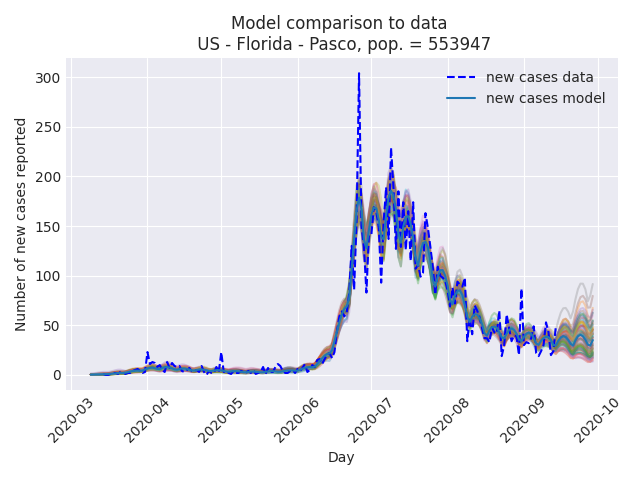 Model comparison to data
US - Florida - Pasco, pop. = 553947
new cases data
new cases model
Number of new cases reported
300
250
200
150
100
50
0
2020-03
2020-04
2020-05
2020-06
2020-07
2020-08
2020-09
2020-10
Day